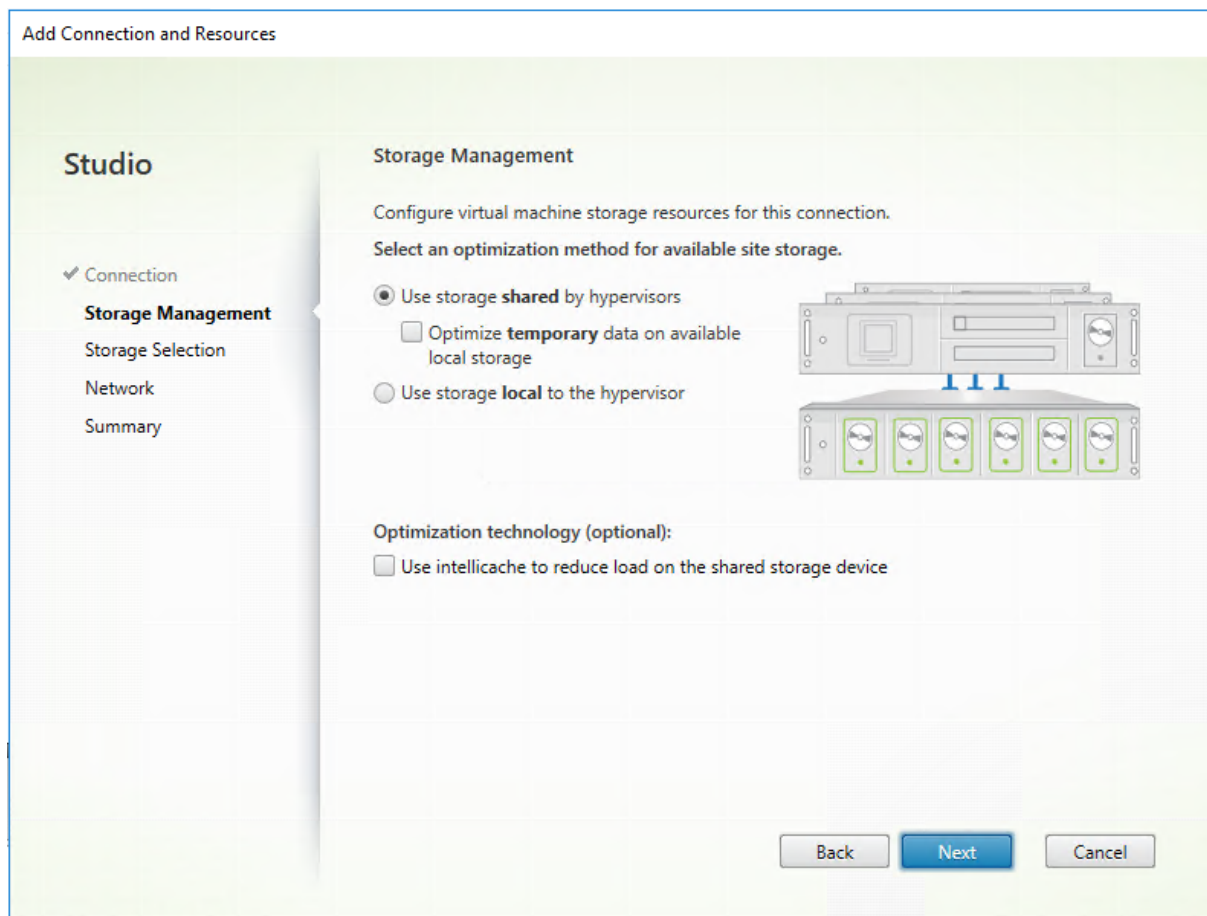 Add Connection and Resources
Studio
✔ Connection
Storage Management
Storage Selection
Network
Summary
Storage Management
Configure virtual machine storage resources for this connection.
Select an optimization method for available site storage.
Use storage shared by hypervisors
Optimize temporary data on available
local storage
Use storage local to the hypervisor
Optimization technology (optional):
Use intellicache to reduce load on the shared storage device
Back
Next
Cancel